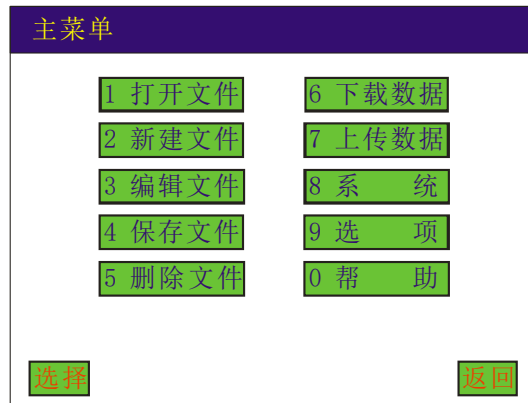 主菜单
1 打开文件
6 下载数据
2 新建文件
7 上传数据
3 编辑文件
8 系 统
4 保存文件
9 选 项
5 删除文件
0 帮 助
选择
返回